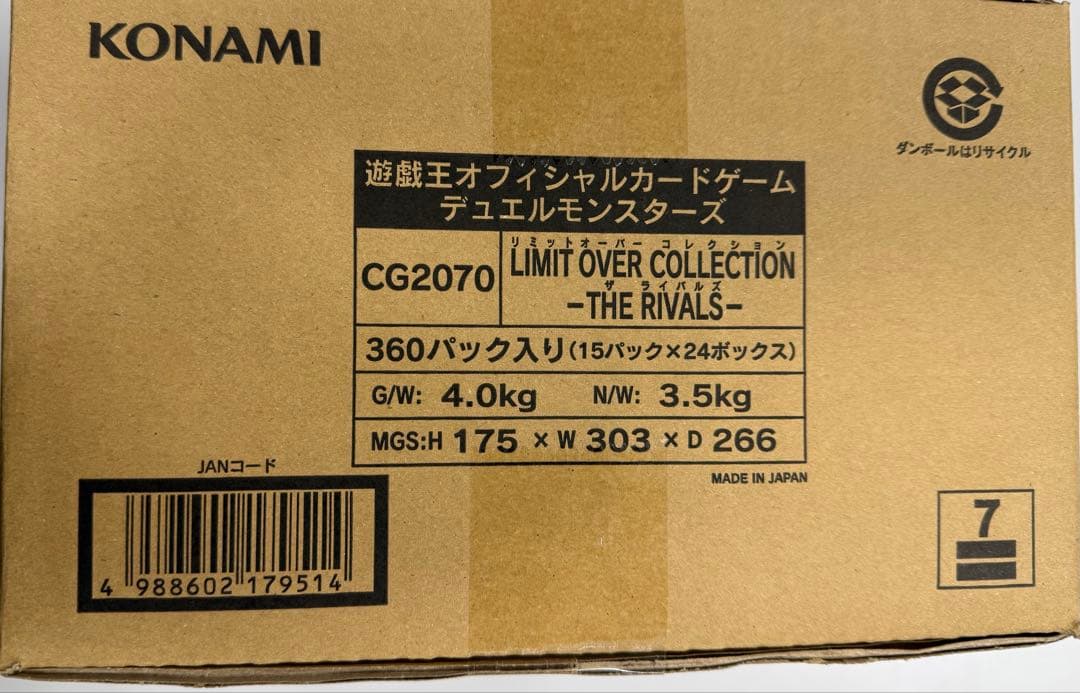 KONAMI
ダンボールはリサイクル
遊戯王オフィシャルカードゲーム
デュエルモンスターズ
CG2070
リミットオーバー コレクション
LIMIT OVER COLLECTION
ザ ライバルズ
-THE RIVALS-
360パック入り(15パック×24ボックス)
G/W: 4.0kg N/W: 3.5kg
MGS:H 175 × W 303 × D 266
MADE IN JAPAN
JANコード
4 988602 179514
7